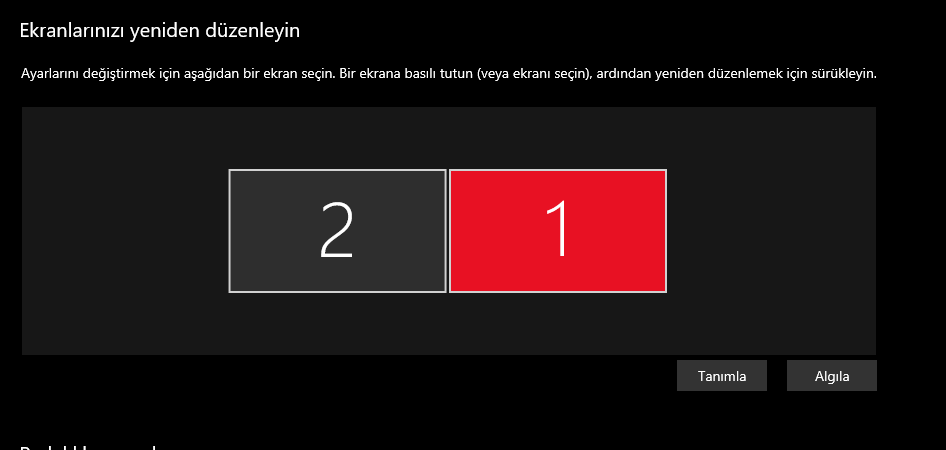 Ekranlarınızı yeniden düzenleyin
Ayarlarını değiştirmek için aşağıdan bir ekran seçin. Bir ekrana basılı tutun (veya ekranı seçin), ardından yeniden düzenlemek için sürükleyin.
2 1
Tanımla Algıla